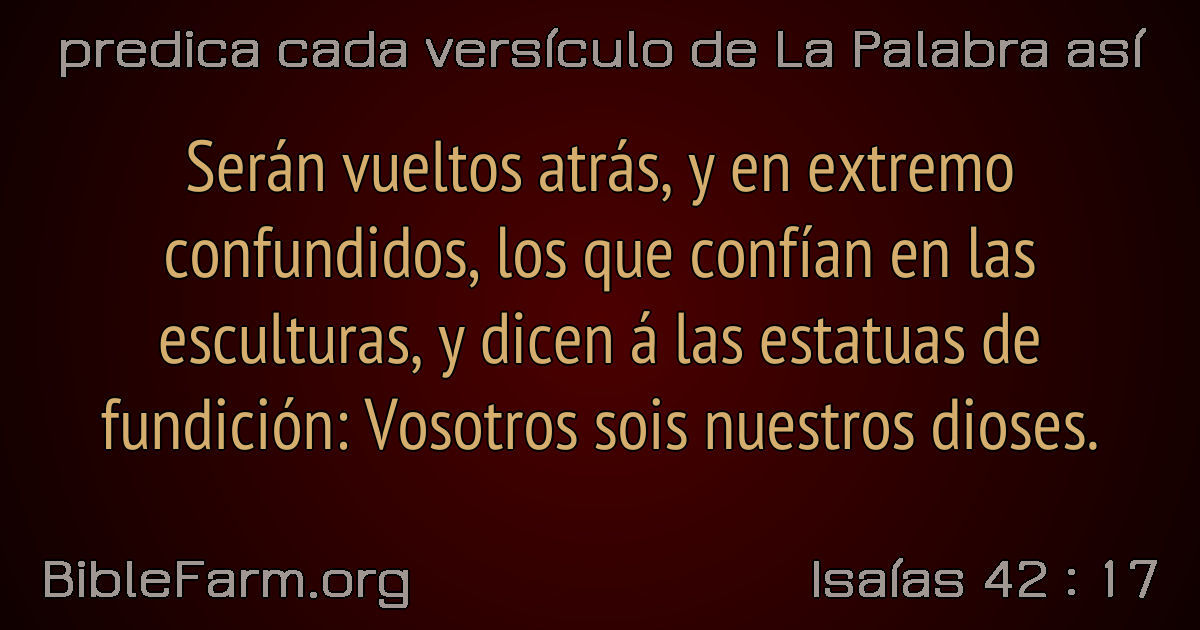 predica cada versículo de La Palabra así
Serán vueltos atrás, y en extremo
confundidos, los que confían en las
esculturas, y dicen á las estatuas de
fundición: Vosotros sois nuestros dioses.
BibleFarm.org
Isaías 42 : 17